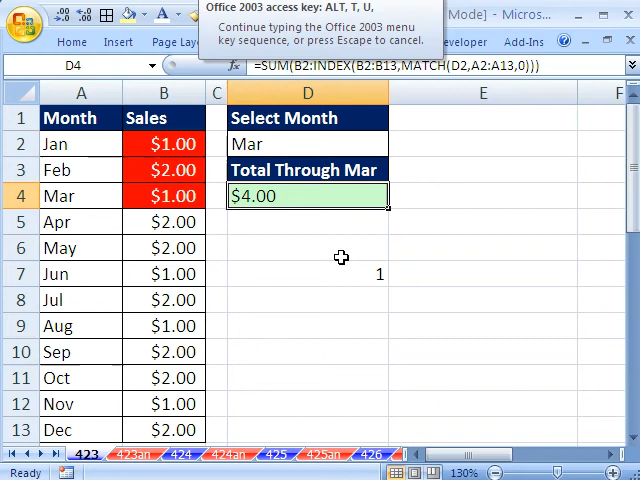 Office 2003 access key: ALT, T, U,
Mode] - Micros...
Continue typing the Office 2003 menu
key sequence, or press Escape to cancel.
Home Insert Page Lay eveloper Add-Ins
D4 fx =SUM(B2:INDEX(B2:B13,MATCH(D2,A2:A13,0)))
A B C D E F
1 Month Sales Select Month
2 Jan $1.00 Mar
3 Feb $2.00 Total Through Mar
4 Mar $1.00 $4.00
5 Apr $2.00
6 May $2.00
7 Jun $1.00 1
8 Jul $2.00
9 Aug $1.00
10 Sep $2.00
11 Oct $2.00
12 Nov $1.00
13 Dec $2.00
423 423an 424 424an 425 425an 426
Ready 130%